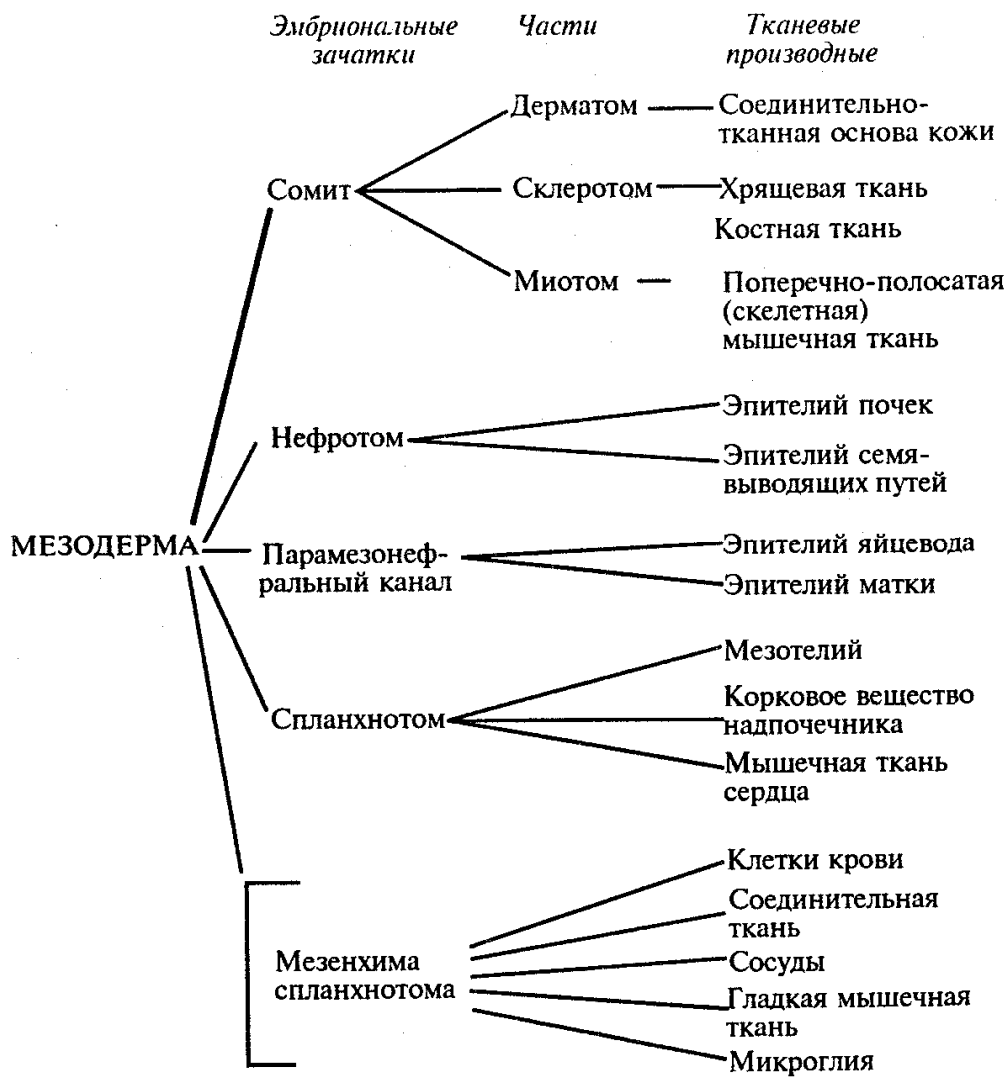 Эмбриональные
зачатки
Части
Тканевые
производные
Дерматом
Соединительно-
тканная основа кожи
Сомит
Склеротом
Хрящевая ткань
Костная ткань
Миотом
Поперечно-полосатая
(скелетная)
мышечная ткань
Нефротом
Эпителий почек
Эпителий семя-
выводящих путей
МЕЗОДЕРМА
Парамезонеф-
ральный канал
Эпителий яйцевода
Эпителий матки
Спланхнотом
Мезотелий
Корковое вещество
надпочечника
Мышечная ткань
сердца
Мезенхима
спланхнотома
Клетки крови
Соединительная
ткань
Сосуды
Гладкая мышечная
ткань
Микроглия